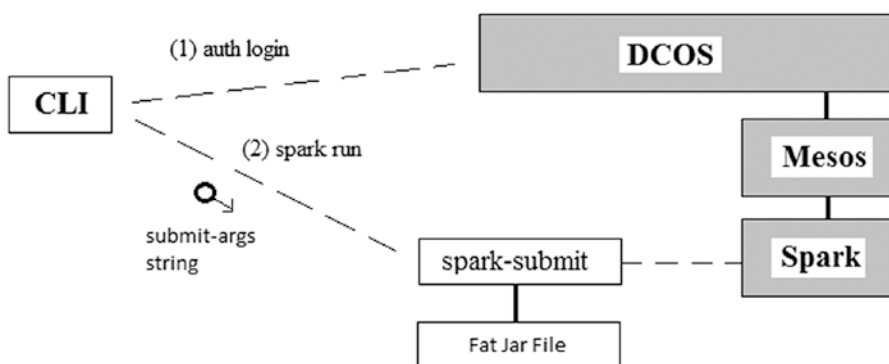 (1) auth login
DCOS
CLI
(2) spark run
Mesos
submit-args
string
spark-submit
Spark
Fat Jar File